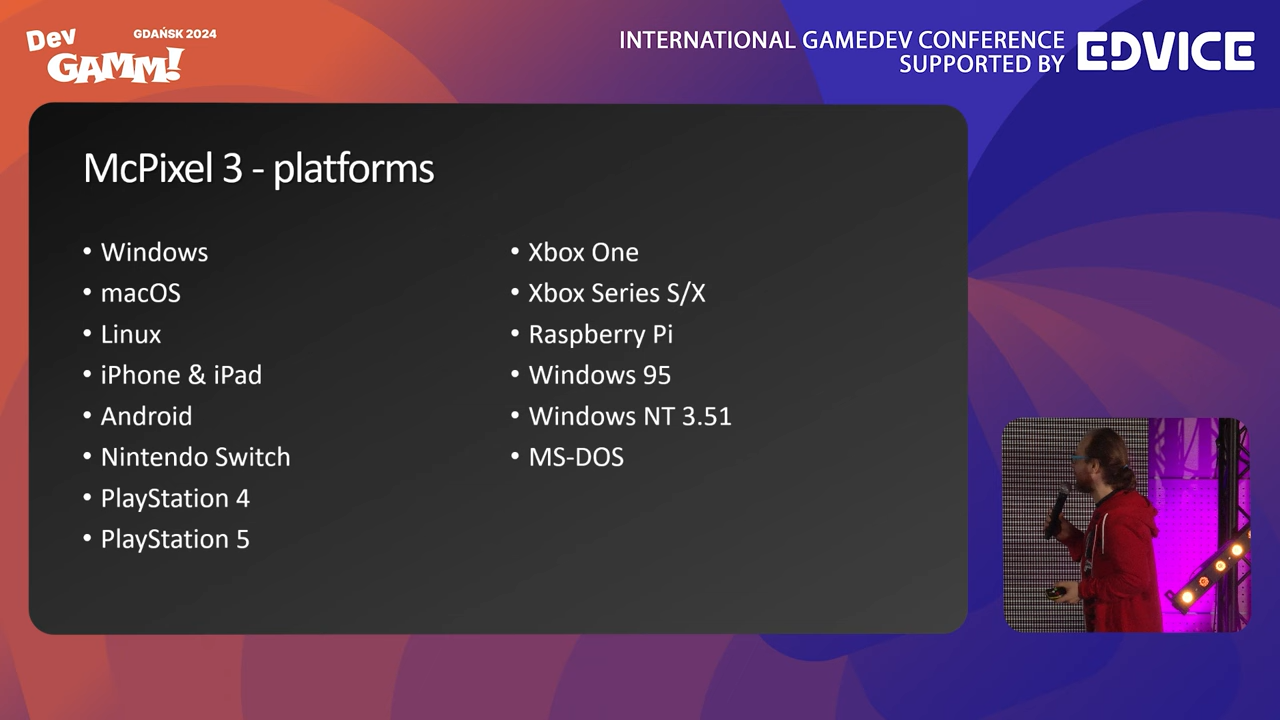 Dev
GAMM!
GDAŃSK 2024
INTERNATIONAL GAMEDEV CONFERENCE
SUPPORTED BY
EDVICE
McPixel 3 - platforms
• Windows
• macOS
• Linux
• iPhone & iPad
• Android
• Nintendo Switch
• PlayStation 4
• PlayStation 5
• Xbox One
• Xbox Series S/X
• Raspberry Pi
• Windows 95
• Windows NT 3.51
• MS-DOS